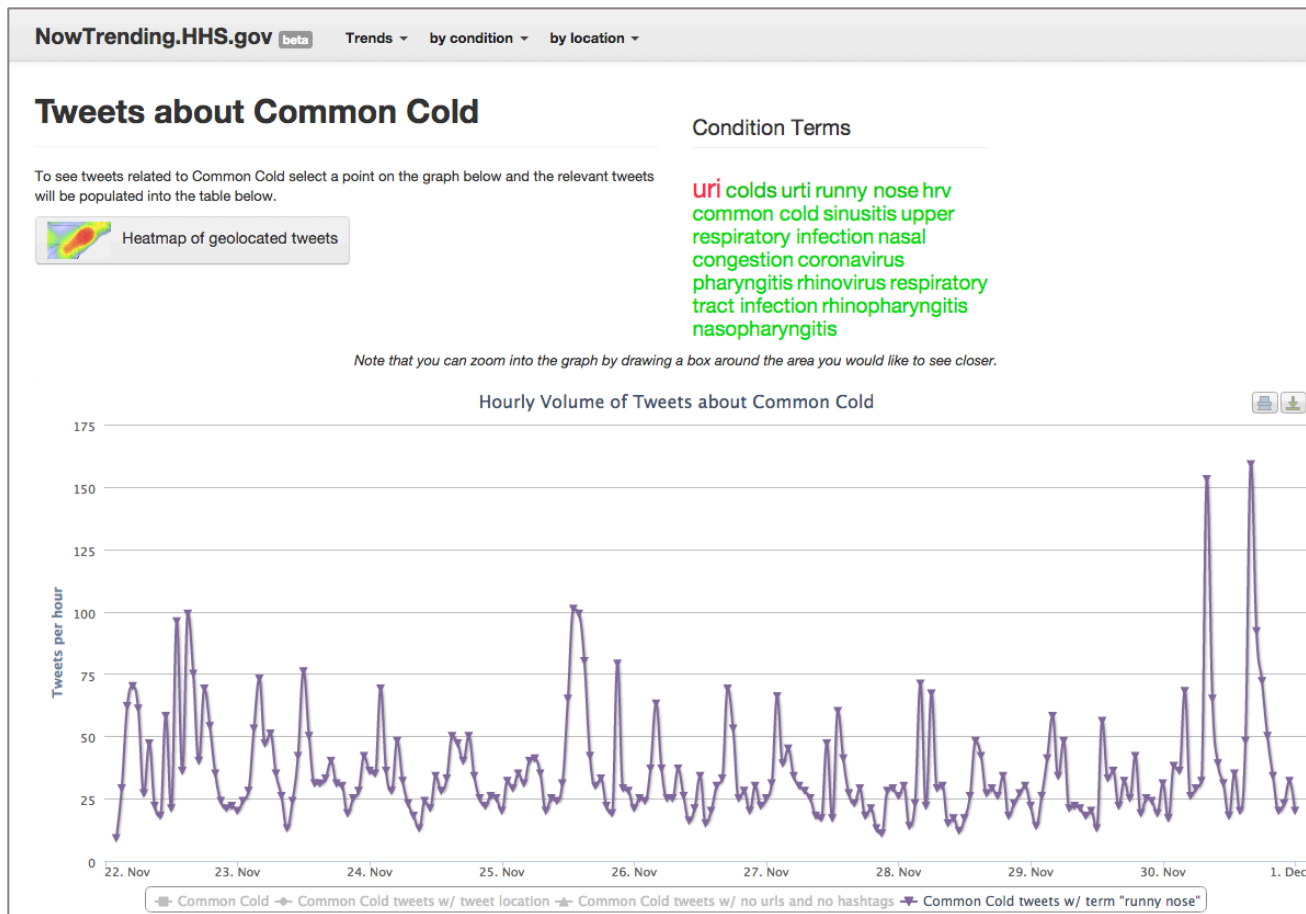 NowTrending.HHS.gov beta Trends by condition by location
Tweets about Common Cold
To see tweets related to Common Cold select a point on the graph below and the relevant tweets
will be populated into the table below.
Heatmap of geolocated tweets
Condition Terms
uri colds urti runny nose hrv
common cold sinusitis upper
respiratory infection nasal
congestion coronavirus
pharyngitis rhinovirus respiratory
tract infection rhinopharyngitis
nasopharyngitis
Note that you can zoom into the graph by drawing a box around the area you would like to see closer.
Hourly Volume of Tweets about Common Cold
Tweets per hour
175
150
125
100
75
50
25
0
22. Nov 23. Nov 24. Nov 25. Nov 26. Nov 27. Nov 28. Nov 29. Nov 30. Nov 1. Dec
Common Cold Common Cold tweets w/ tweet location Common Cold tweets w/ no urls and no hashtags Common Cold tweets w/ term "runny nose"